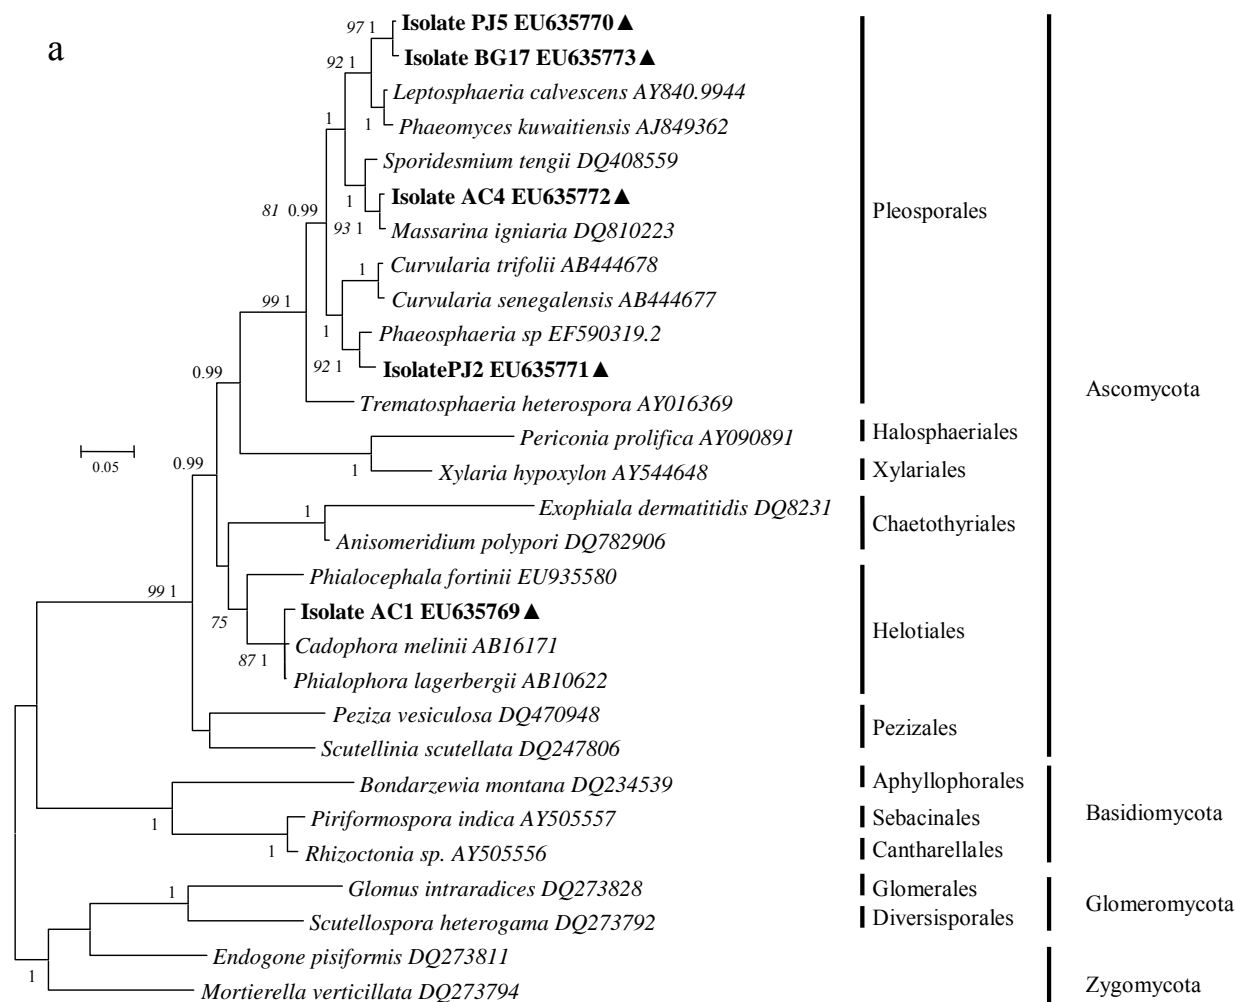 a
97 1
Isolate PJ5 EU635770▲
Isolate BG17 EU635773▲
92 1
Leptosphaeria calvescens AY840.9944
1
1
Phaeomyces kuwaitiensis AJ849362
Sporidesmium tengii DQ408559
1
Isolate AC4 EU635772▲
Pleosporales
81 0.99
93 1
Massarina igniaria DQ810223
1
Curvularia trifolii AB444678
99 1
Curvularia senegalensis AB444677
1
Phaeosphaeria sp EF590319.2
92 1
IsolatePJ2 EU635771▲
0.99
Ascomycota
Trematosphaeria heterospora AY016369
Periconia prolifica AY090891
Halosphaeriales
0.05
0.99
1
Xylaria hypoxylon AY544648
Xylariales
1
Exophiala dermatitidis DQ8231
Chaetothyriales
Anisomeridium polypori DQ782906
Phialocephala fortinii EU935580
99 1
75
Isolate AC1 EU635769▲
Helotiales
Cadophora melinii AB16171
87 1
Phialophora lagerbergii AB10622
Peziza vesiculosa DQ470948
Pezizales
Scutellinia scutellata DQ247806
Bondarzewia montana DQ234539
Aphyllophorales
1
Piriformospora indica AY505557
Sebacinales
Basidiomycota
1
Rhizoctonia sp. AY505556
Cantharellales
1
Glomus intraradices DQ273828
Glomerales
Glomeromycota
Scutellospora heterogama DQ273792
Diversisporales
Endogone pisiformis DQ273811
1
Mortierella verticillata DQ273794
Zygomycota